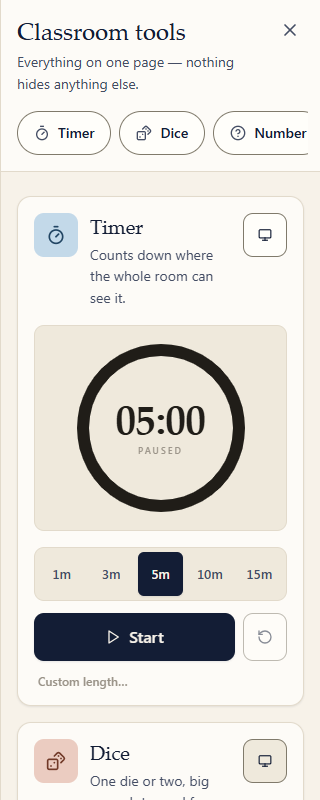 Classroom tools
Everything on one page — nothing
hides anything else.
Timer
Dice
Number
Timer
Counts down where
the whole room can
see it.
05:00
PAUSED
1m
3m
5m
10m
15m
Start
Custom length...
Dice
One die or two, big